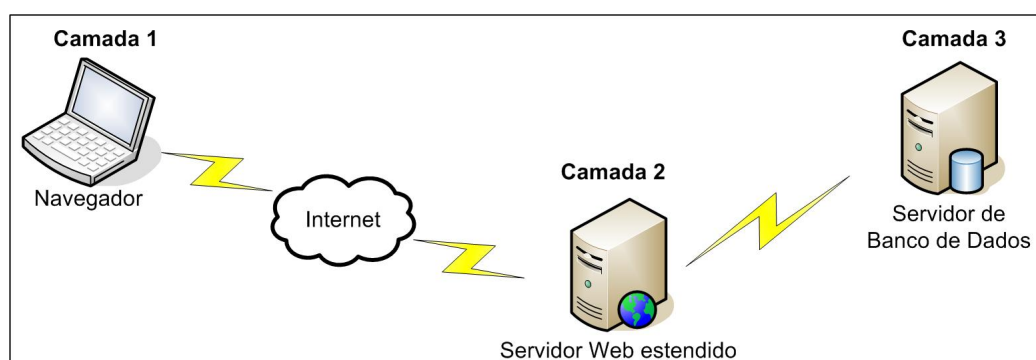 Camada 1
Navegador
Internet
Camada 2
Servidor Web estendido
Camada 3
Servidor de
Banco de Dados